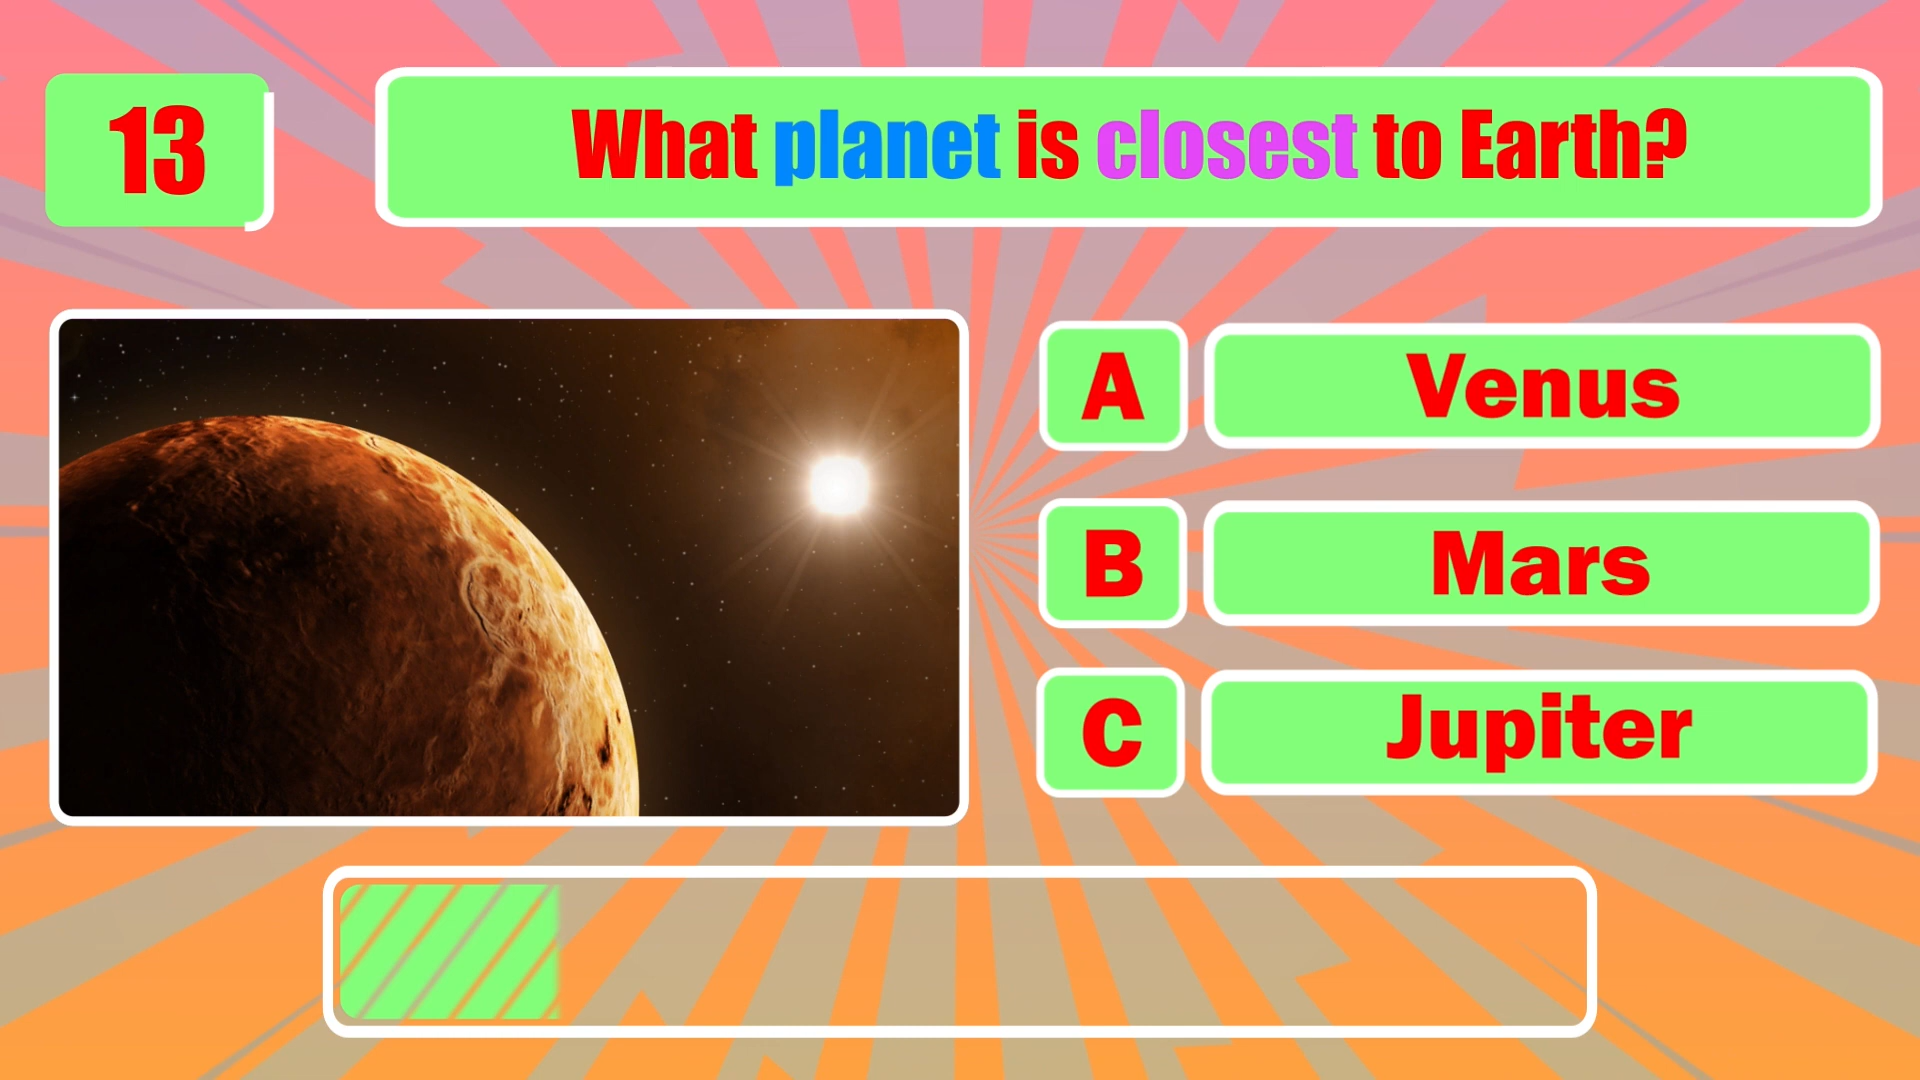 13
What planet is closest to Earth?
A
Venus
B
Mars
C
Jupiter